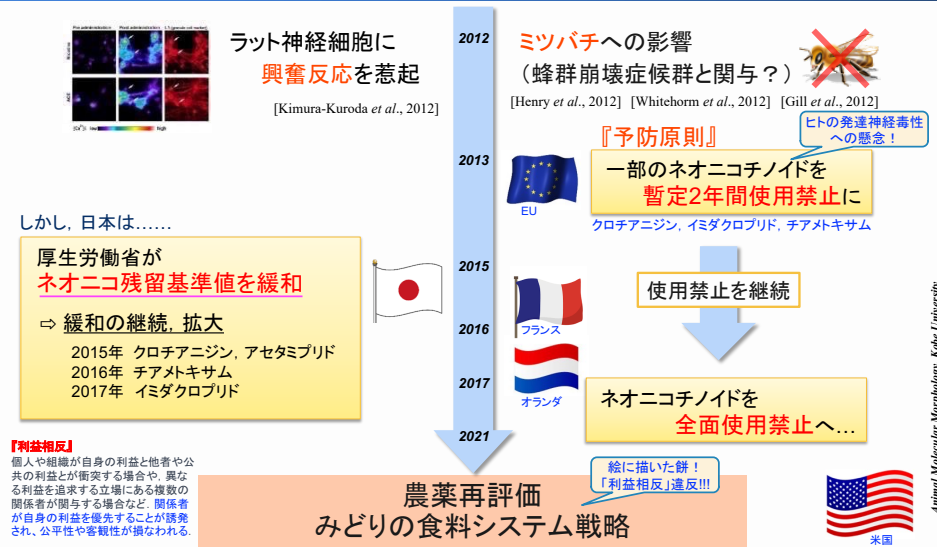 ラット神経細胞に
興奮反応を惹起
[Kimura-Kuroda et al., 2012]
[Ca²⁺]i low
high
2012
2013
2015
2016
2017
2021
ミツバチへの影響
（蜂群崩壊症候群と関与？）
[Henry et al., 2012] [Whitehorm et al., 2012] [Gill et al., 2012]
ヒトの発達神経毒性
への懸念！
『予防原則』
EU
一部のネオニコチノイドを
暫定2年間使用禁止に
クロチアニジン，イミダクロプリド，チアメトキサム
しかし，日本は……
厚生労働省が
ネオニコ残留基準値を緩和
⇨ 緩和の継続，拡大
2015年 クロチアニジン，アセタミプリド
2016年 チアメトキサム
2017年 イミダクロプリド
フランス
オランダ
使用禁止を継続
ネオニコチノイドを
全面使用禁止へ…
『利益相反』
個人や組織が自身の利益と他者や公
共の利益とが衝突する場合や，異な
る利益を追求する立場にある複数の
関係者が関与する場合など．関係者
が自身の利益を優先することが誘発
され，公平性や客観性が損なわれる．
農薬再評価
みどりの食料システム戦略
絵に描いた餅！
「利益相反」違反!!!
米国
Animal Molecular Morphology, Kobe University